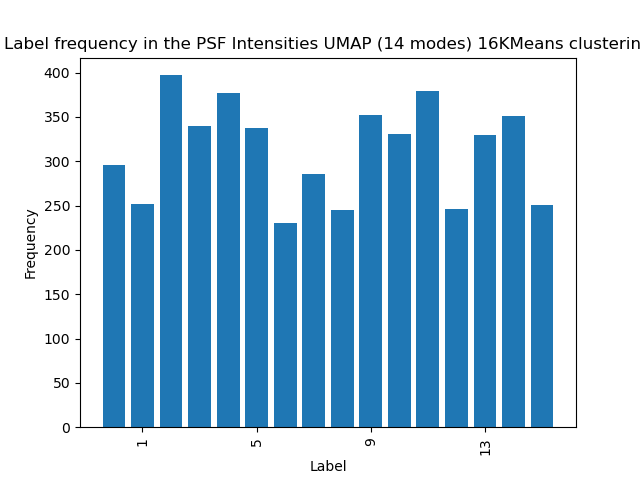 Label frequency in the PSF Intensities UMAP (14 modes) 16KMeans clusterin
400
350
300
250
200
150
100
50
0
Frequency
1 5 9 13
Label